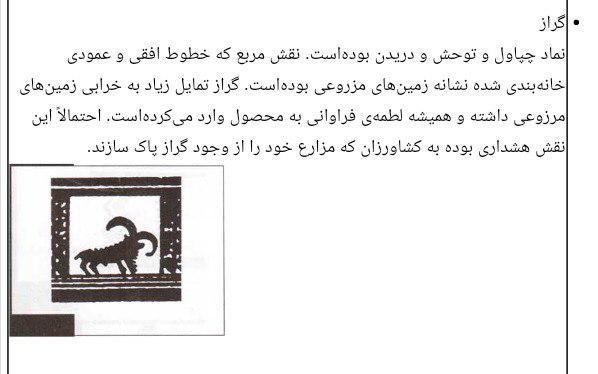 گراز
نماد چپاول و توحش و دریدن بوده‌است. نقش مربع که خطوط افقی و عمودی
خانه‌بندی شده نشانه زمین‌های مزروعی بوده‌است. گراز تمایل زیاد به خرابی زمین‌های
مرزوعی داشته و همیشه لطمه‌ی فراوانی به محصول وارد می‌کرده‌است. احتمالاً این
نقش هشداری بوده به کشاورزان که مزارع خود را از وجود گراز پاک سازند.